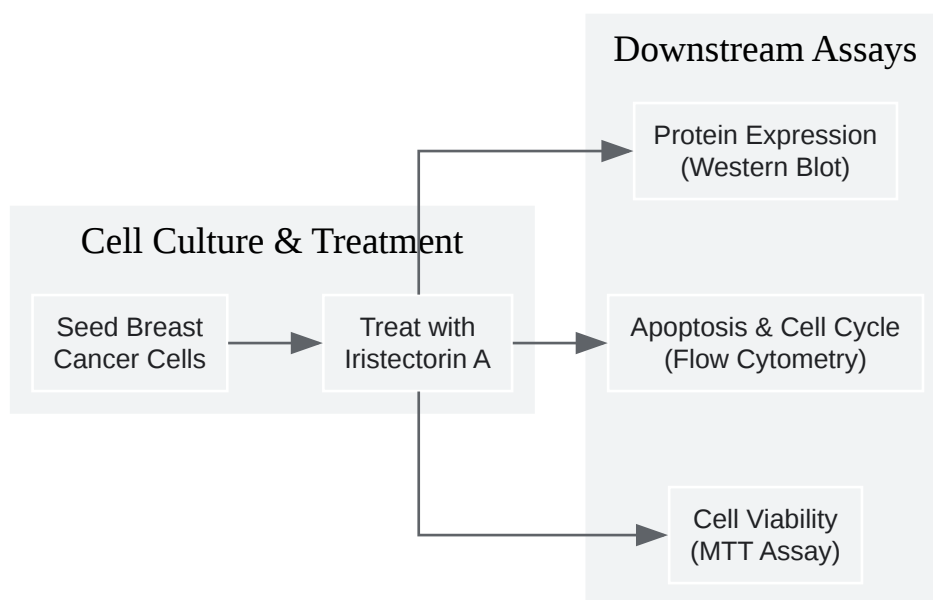 Cell Culture & Treatment
Seed Breast
Cancer Cells
Treat with
Iristectorin A
Downstream Assays
Protein Expression
(Western Blot)
Apoptosis & Cell Cycle
(Flow Cytometry)
Cell Viability
(MTT Assay)